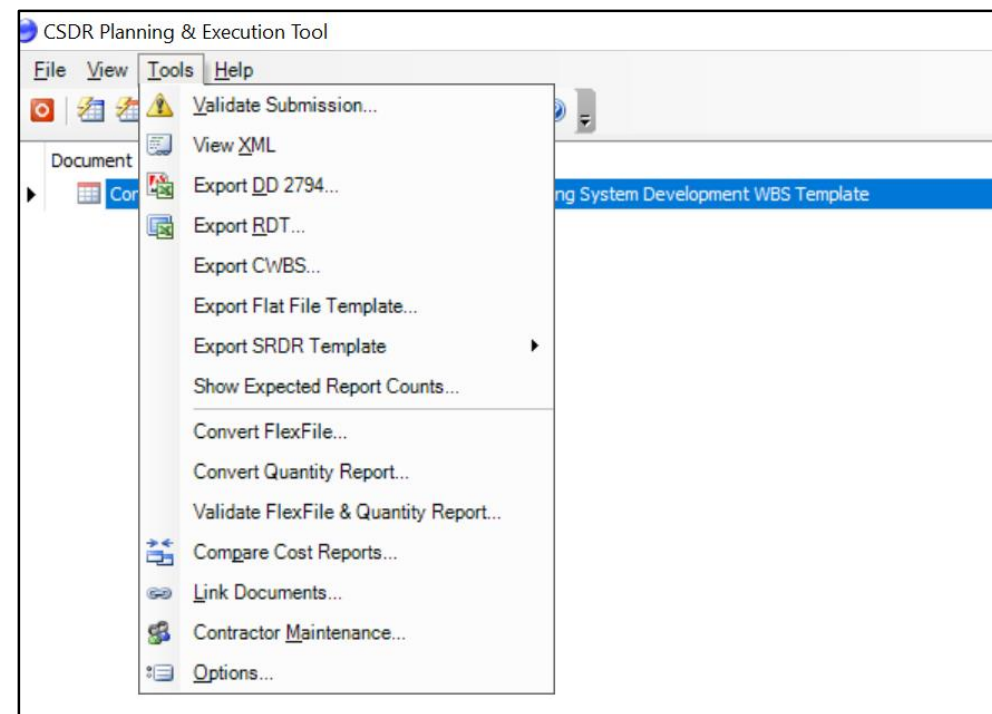 CSDR Planning & Execution Tool
File View Tools Help
Validate Submission...
View XML
Document
Export DD 2794...
Cor
ng System Development WBS Template
Export RDT...
Export CWBS...
Export Flat File Template...
Export SRDR Template
Show Expected Report Counts...
Convert FlexFile...
Convert Quantity Report...
Validate FlexFile & Quantity Report...
Compare Cost Reports...
Link Documents...
Contractor Maintenance...
Options...